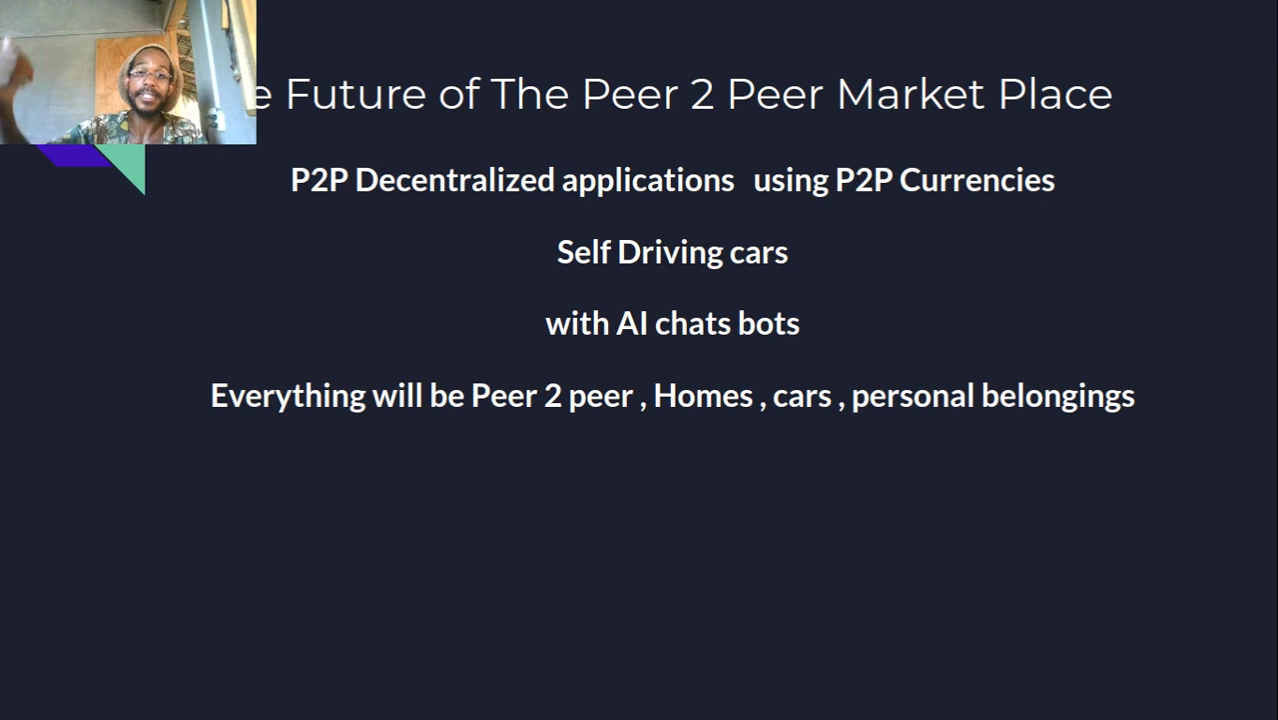 e Future of The Peer 2 Peer Market Place
P2P Decentralized applications using P2P Currencies
Self Driving cars
with AI chats bots
Everything will be Peer 2 peer , Homes , cars , personal belongings